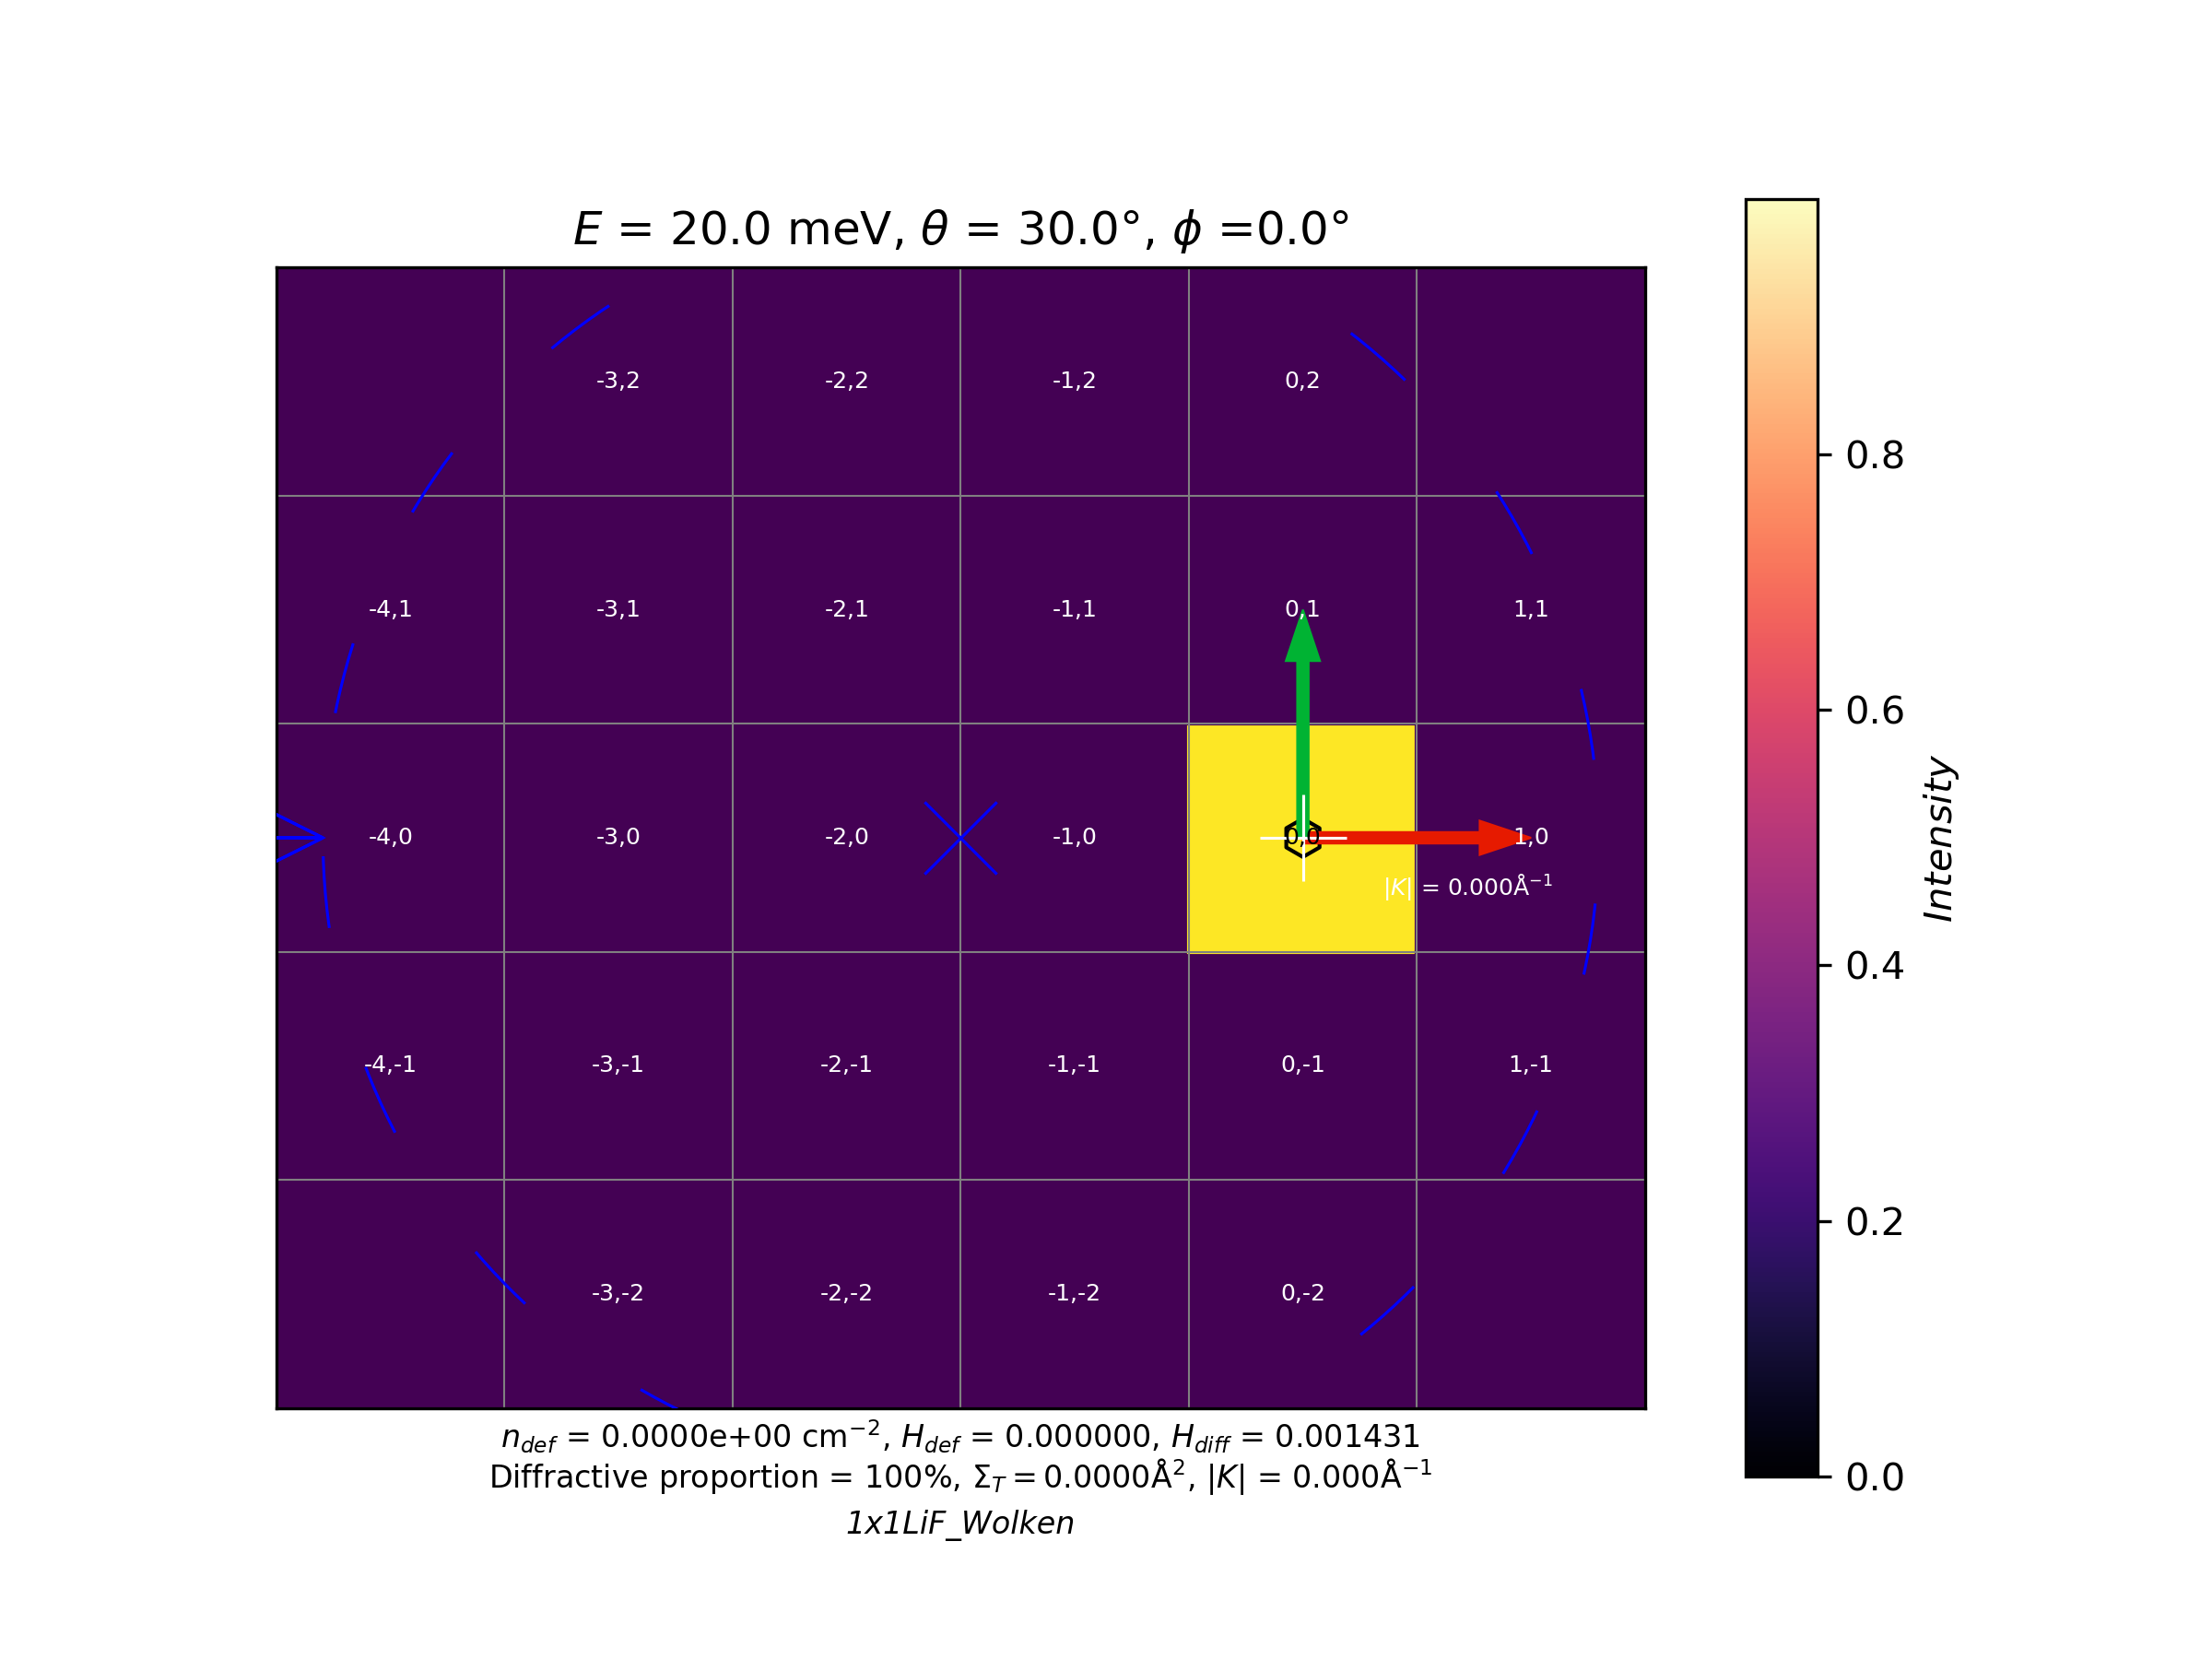 E = 20.0 meV, θ = 30.0°, ϕ =0.0°
-3,2 -2,2 -1,2 0,2
-4,1 -3,1 -2,1 -1,1 0,1 1,1
-4,0 -3,0 -2,0 -1,0 0,0 1,0
|K| = 0.000Å⁻¹
-4,-1 -3,-1 -2,-1 -1,-1 0,-1 1,-1
-3,-2 -2,-2 -1,-2 0,-2
n_def = 0.0000e+00 cm⁻², H_def = 0.000000, H_diff = 0.001431
Diffractive proportion = 100%, Σ_T = 0.0000Å², |K| = 0.000Å⁻¹
1x1LiF_Wolken
0.8
0.6
0.4
0.2
0.0
Intensity